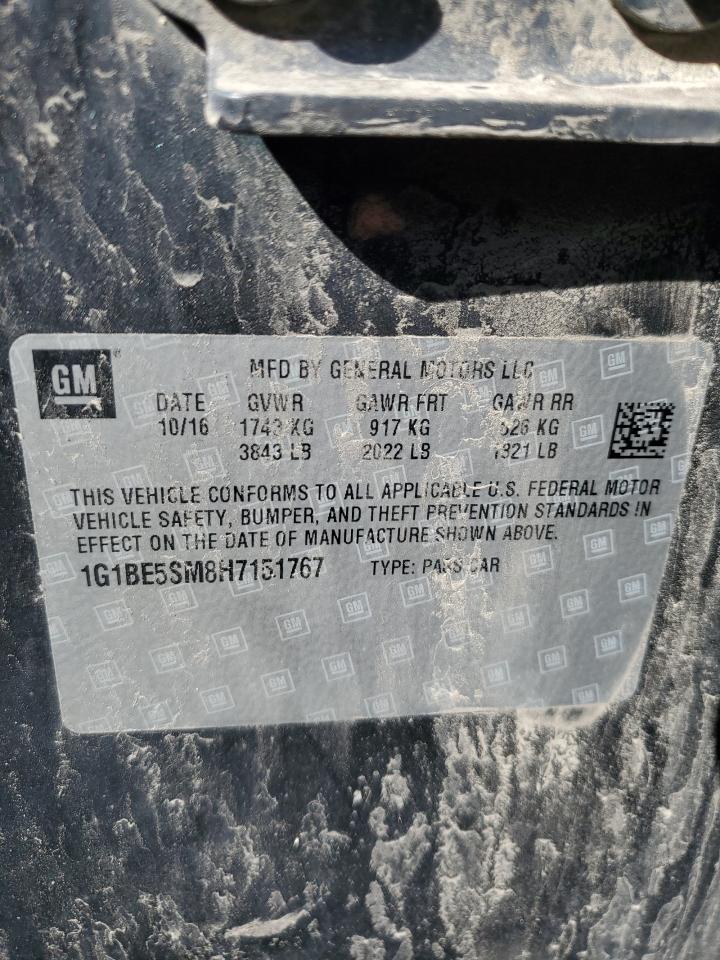 GM
MFD BY GENERAL MOTORS LLC
DATE GVWR GAWR FRT GAWR RR
10/16 1743 KG 917 KG 826 KG
3843 LB 2022 LB 1821 LB
THIS VEHICLE CONFORMS TO ALL APPLICABLE U.S. FEDERAL MOTOR
VEHICLE SAFETY, BUMPER, AND THEFT PREVENTION STANDARDS IN
EFFECT ON THE DATE OF MANUFACTURE SHOWN ABOVE.
1G1BE5SM8H7151767 TYPE: PASS CAR